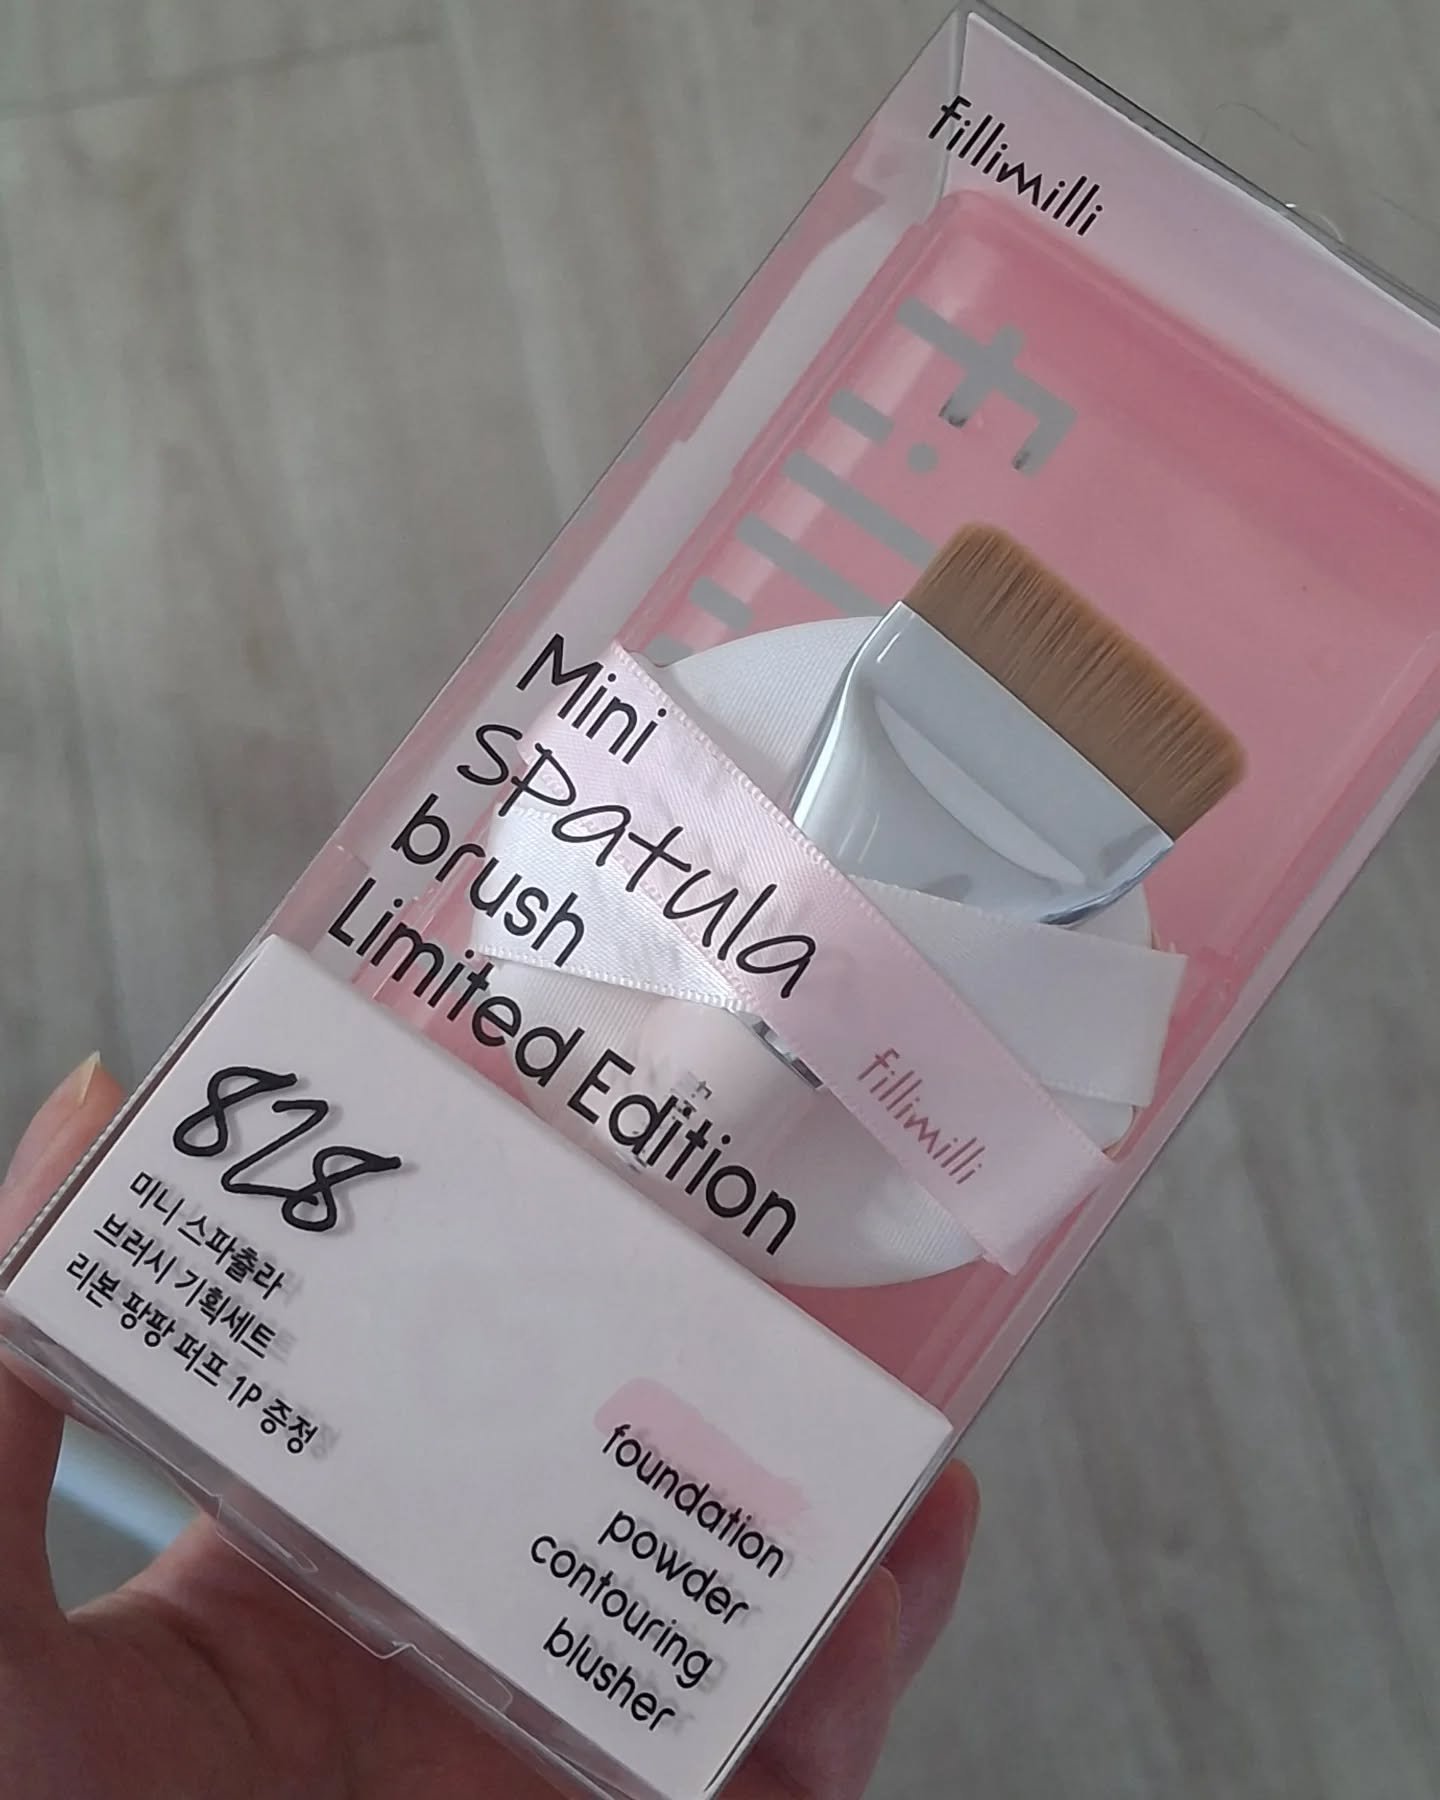 fillimilli
filli
Mini
spatula
brush
Limited Edition
fillimilli
828
미니 스파츌라
브러시 기획세트
리본 팡팡 퍼프 1P 증정
foundation
powder
contouring
blusher